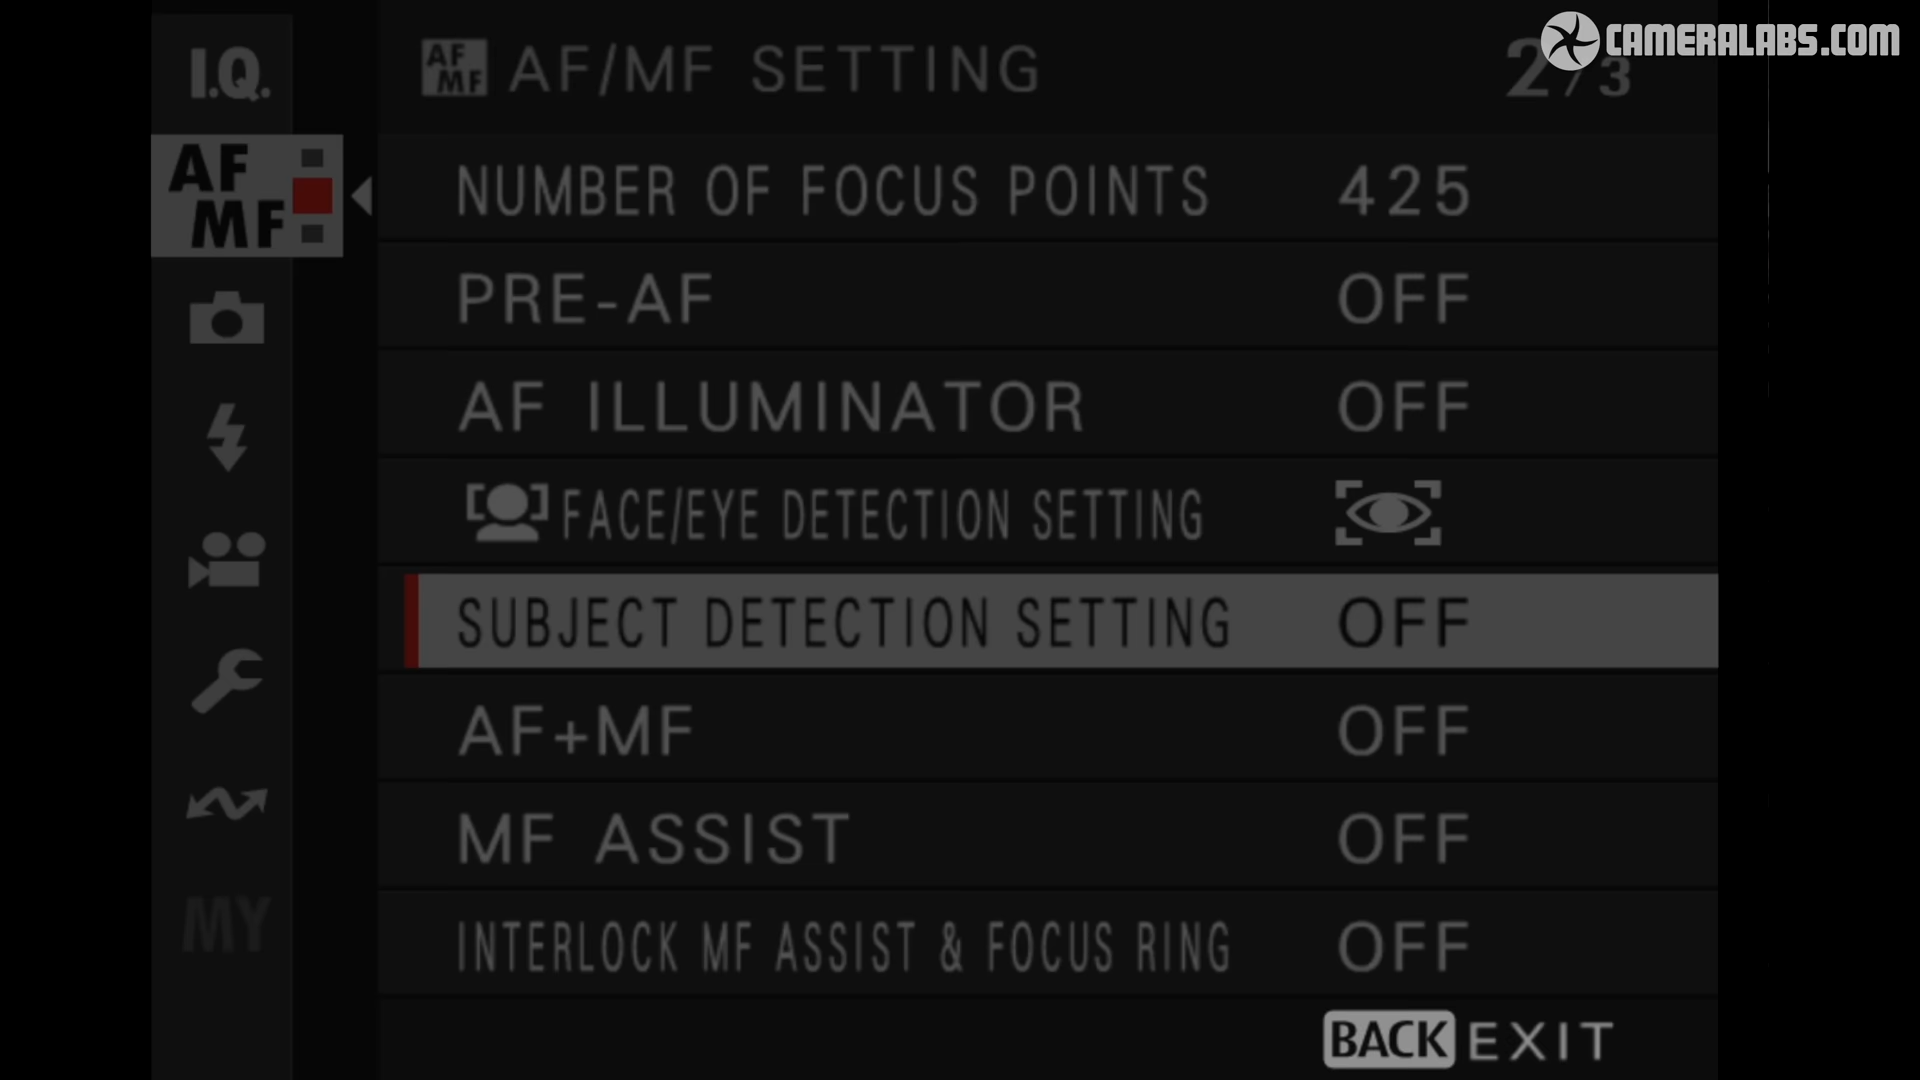 CAMERALABS.COM
I.Q.
AF/MF SETTING 2/3
AF MF
NUMBER OF FOCUS POINTS 425
PRE-AF OFF
AF ILLUMINATOR OFF
FACE/EYE DETECTION SETTING
SUBJECT DETECTION SETTING OFF
AF+MF OFF
MF ASSIST OFF
MY
INTERLOCK MF ASSIST & FOCUS RING OFF
BACK EXIT